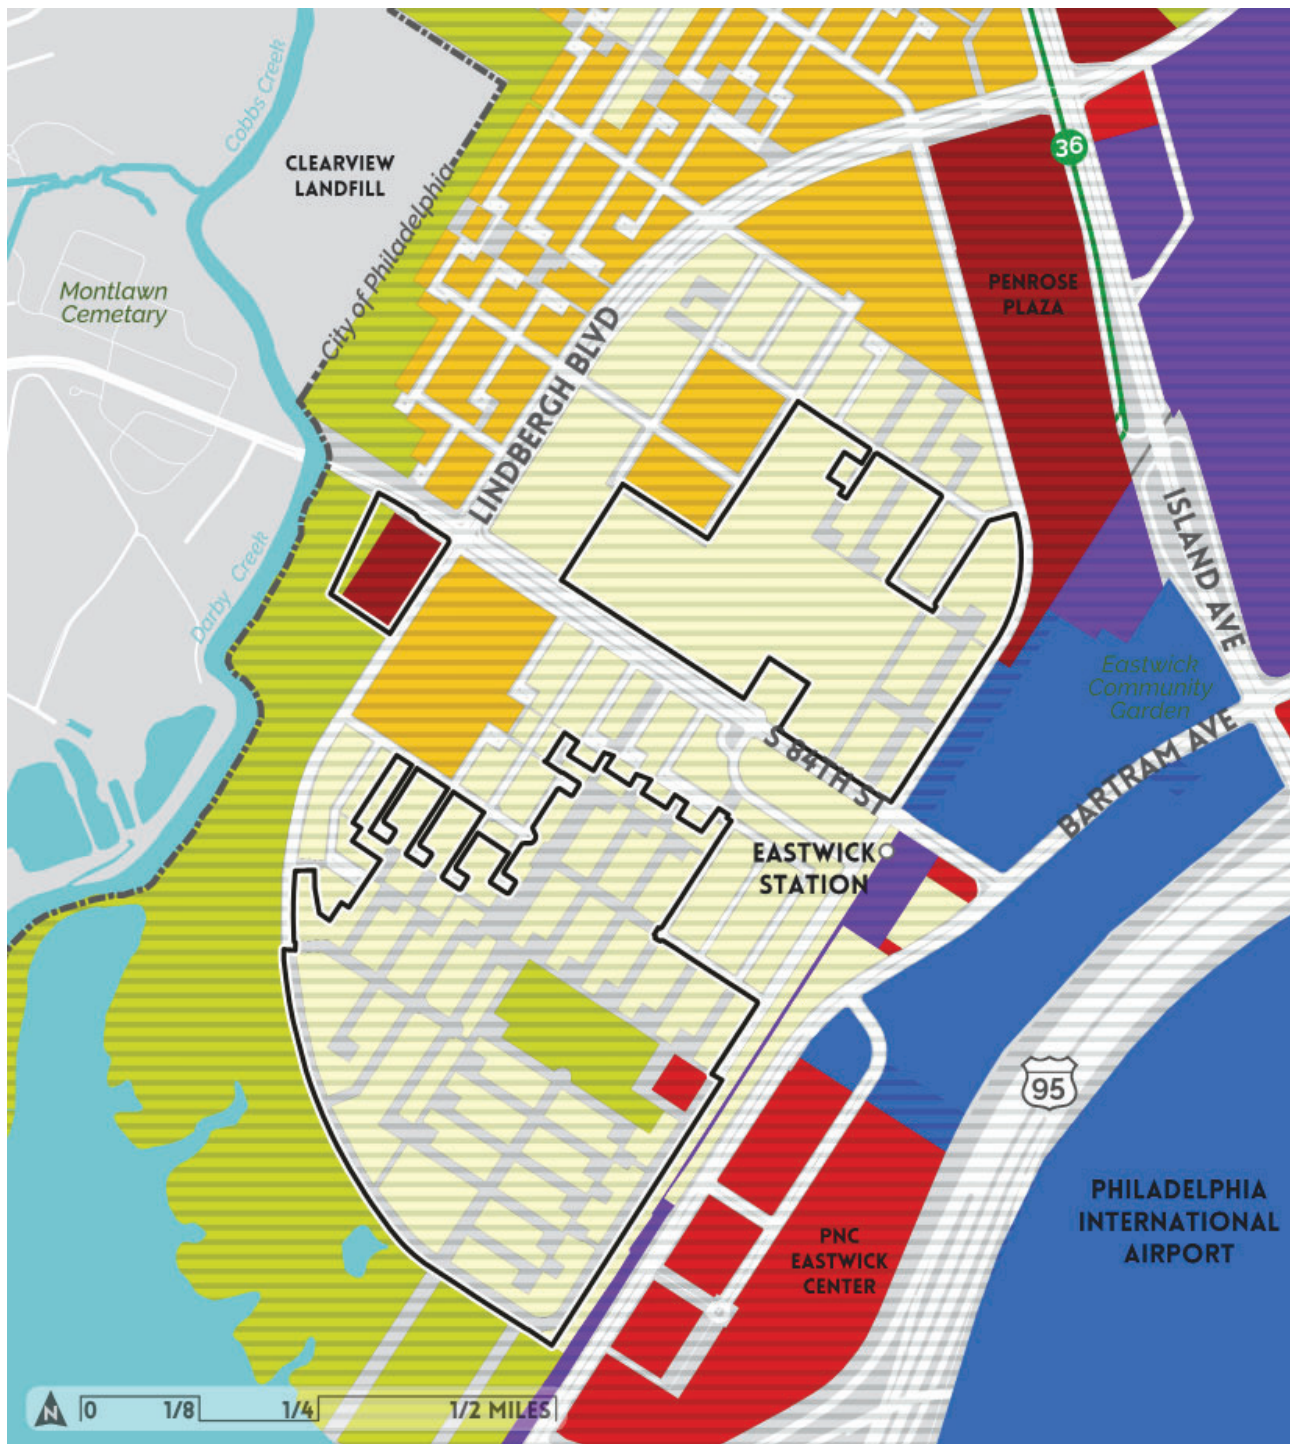 Cobbs Creek
CLEARVIEW
LANDFILL
36
City of Philadelphia
Montlawn
Cemetary
PENROSE
PLAZA
LINDBERGH BLVD
ISLAND AVE
Darby Creek
Eastwick
Community
Garden
S 84TH ST
BARTRAM AVE
EASTWICK
STATION
95
PHILADELPHIA
INTERNATIONAL
AIRPORT
PNC
EASTWICK
CENTER
N 0 1/8 1/4 1/2 MILES